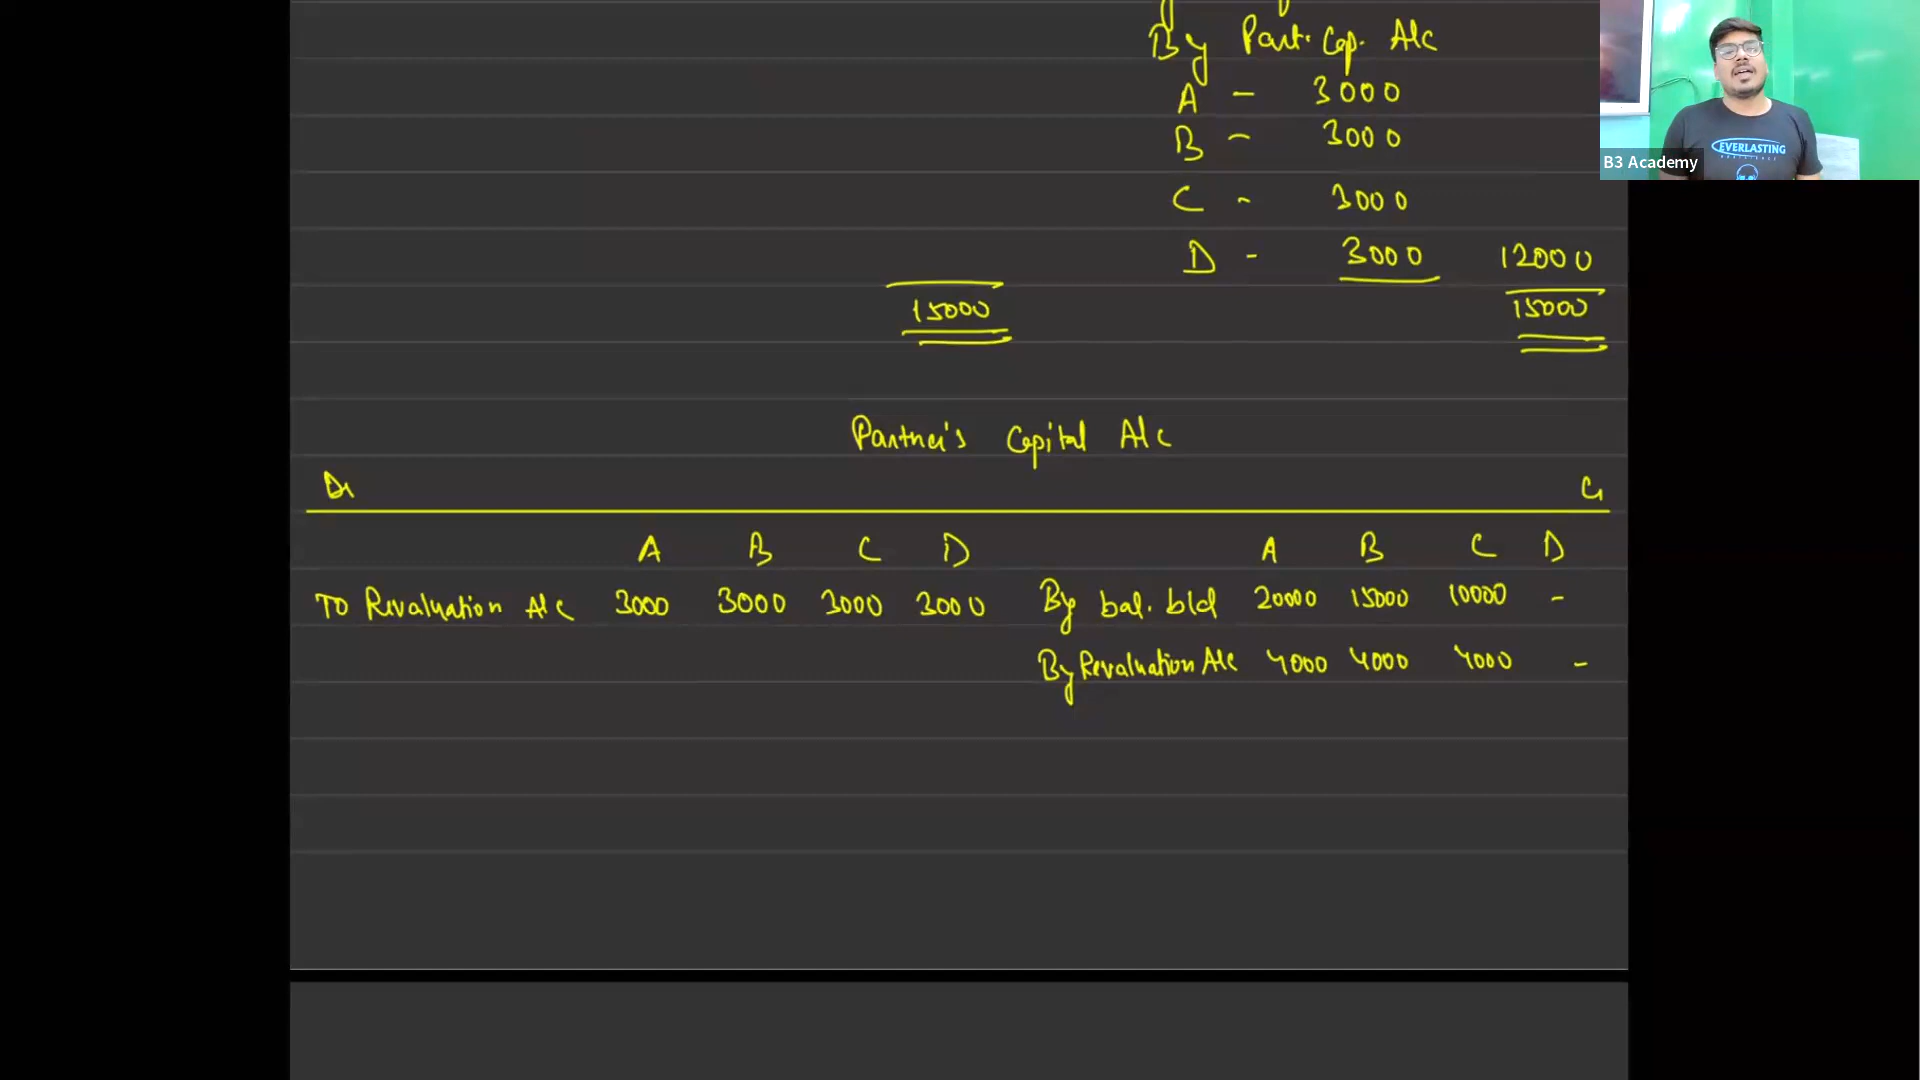 By Part. Cap. A/c
A - 3000
B - 3000
C - 3000
D - 3000 12000
15000 15000
Partner's Capital A/c
Dr Cr
A B C D A B C D
To Revaluation A/c 3000 3000 3000 3000 By bal. b/d 20000 15000 10000 -
By Revaluation A/c 4000 4000 4000 -
EVERLASTING
B3 Academy